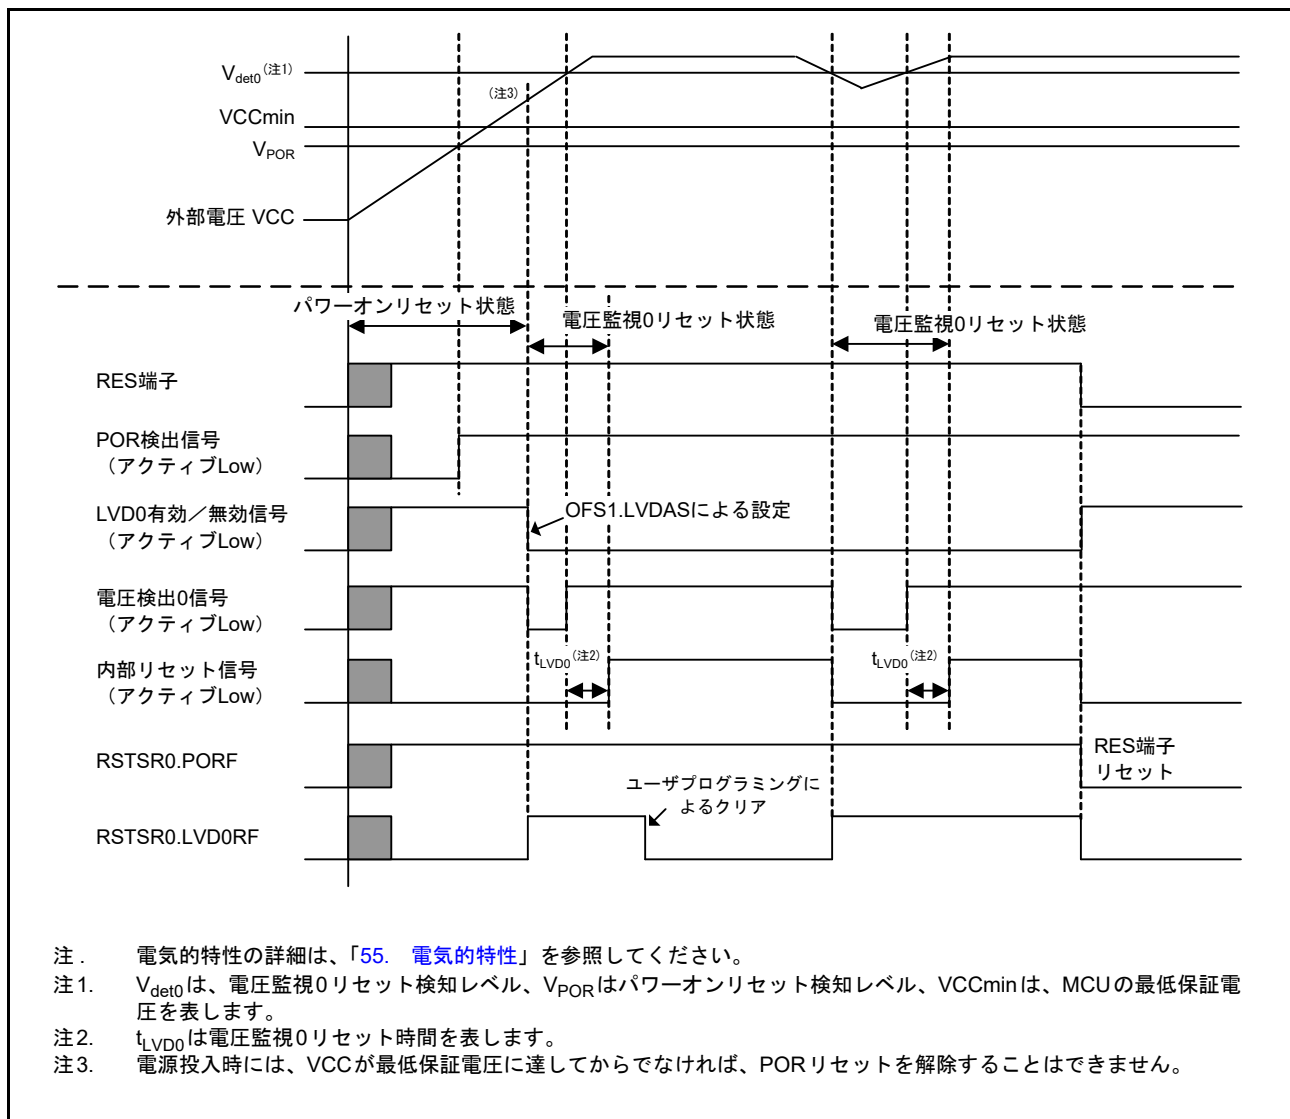 Vdet0(注1)
(注3)
VCCmin
VPOR
外部電圧 VCC
パワーオンリセット状態
電圧監視0リセット状態
電圧監視0リセット状態
RES端子
POR検出信号
（アクティブLow）
LVD0有効／無効信号
（アクティブLow）
OFS1.LVDASによる設定
電圧検出0信号
（アクティブLow）
内部リセット信号
（アクティブLow）
tLVD0(注2)
tLVD0(注2)
RSTSR0.PORF
RES端子
リセット
ユーザプログラミングに
よるクリア
RSTSR0.LVD0RF
注 . 電気的特性の詳細は、「55. 電気的特性」を参照してください。
注1. Vdet0は、電圧監視0リセット検知レベル、VPORはパワーオンリセット検知レベル、VCCminは、MCUの最低保証電
圧を表します。
注2. tLVD0は電圧監視0リセット時間を表します。
注3. 電源投入時には、VCCが最低保証電圧に達してからでなければ、PORリセットを解除することはできません。